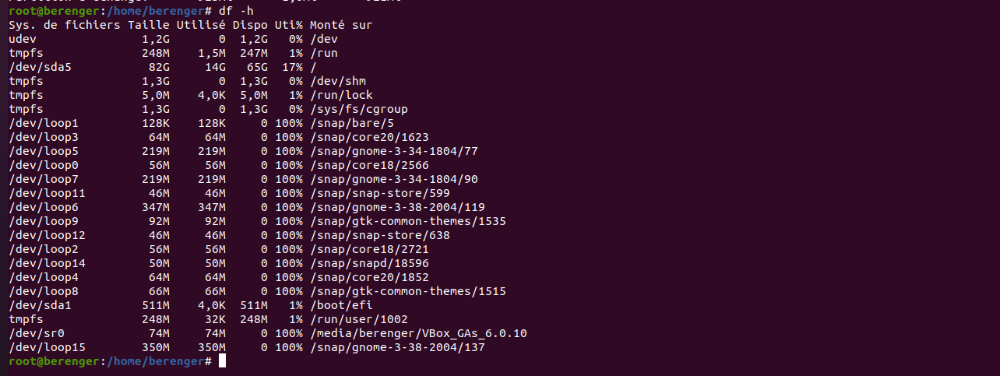 root@berenger:/home/berenger# df -h
Sys. de fichiers Taille Utilisé Dispo Uti% Monté sur
udev 1,2G 0 1,2G 0% /dev
tmpfs 248M 1,5M 247M 1% /run
/dev/sda5 82G 14G 65G 17% /
tmpfs 1,3G 0 1,3G 0% /dev/shm
tmpfs 5,0M 4,0K 5,0M 1% /run/lock
tmpfs 1,3G 0 1,3G 0% /sys/fs/cgroup
/dev/loop1 128K 128K 0 100% /snap/bare/5
/dev/loop3 64M 64M 0 100% /snap/core20/1623
/dev/loop5 219M 219M 0 100% /snap/gnome-3-34-1804/77
/dev/loop0 56M 56M 0 100% /snap/core18/2566
/dev/loop7 219M 219M 0 100% /snap/gnome-3-34-1804/90
/dev/loop11 46M 46M 0 100% /snap/snap-store/599
/dev/loop6 347M 347M 0 100% /snap/gnome-3-38-2004/119
/dev/loop9 92M 92M 0 100% /snap/gtk-common-themes/1535
/dev/loop12 46M 46M 0 100% /snap/snap-store/638
/dev/loop2 56M 56M 0 100% /snap/core18/2721
/dev/loop14 50M 50M 0 100% /snap/snapd/18596
/dev/loop4 64M 64M 0 100% /snap/core20/1852
/dev/loop8 66M 66M 0 100% /snap/gtk-common-themes/1515
/dev/sda1 511M 4,0K 511M 1% /boot/efi
tmpfs 248M 32K 248M 1% /run/user/1002
/dev/sr0 74M 74M 0 100% /media/berenger/VBox_GAs_6.0.10
/dev/loop15 350M 350M 0 100% /snap/gnome-3-38-2004/137
root@berenger:/home/berenger#